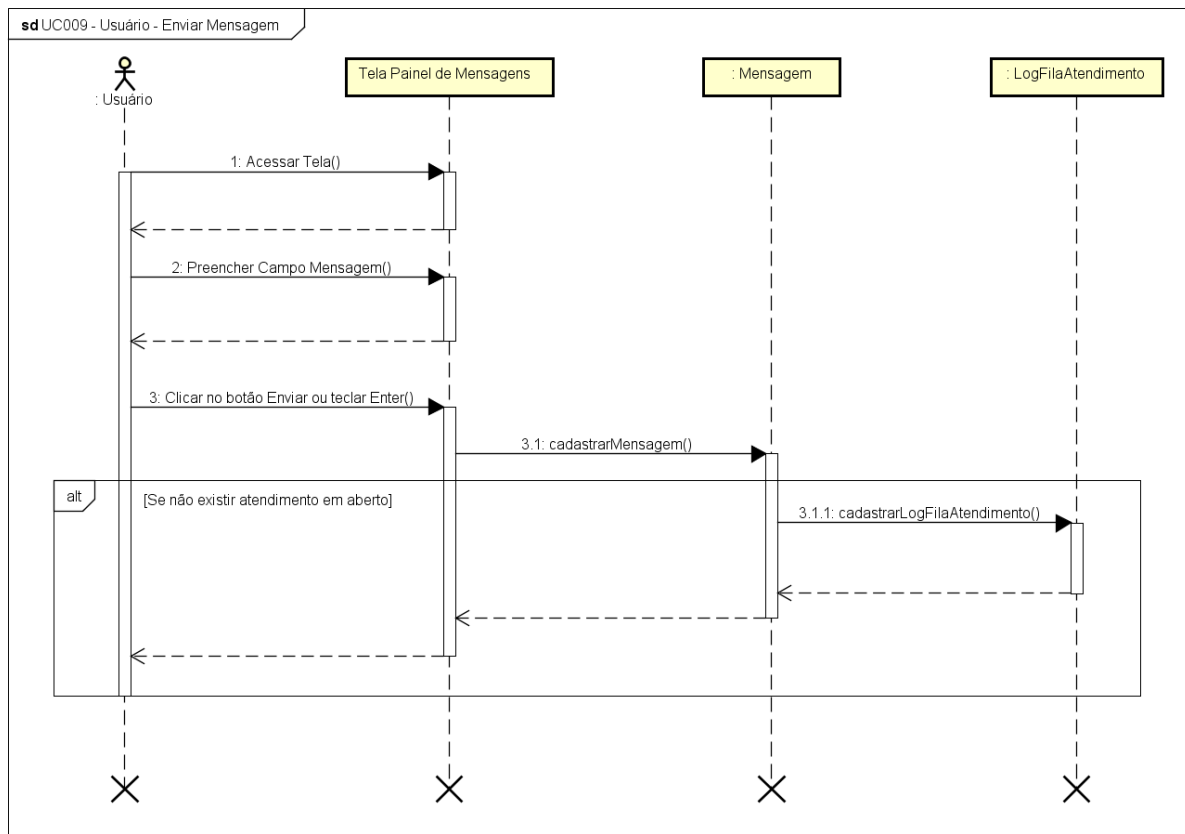 sd UC009 - Usuário - Enviar Mensagem
: Usuário
Tela Painel de Mensagens
: Mensagem
: LogFilaAtendimento
1: Acessar Tela()
2: Preencher Campo Mensagem()
3: Clicar no botão Enviar ou teclar Enter()
3.1: cadastrarMensagem()
alt
[Se não existir atendimento em aberto]
3.1.1: cadastrarLogFilaAtendimento()